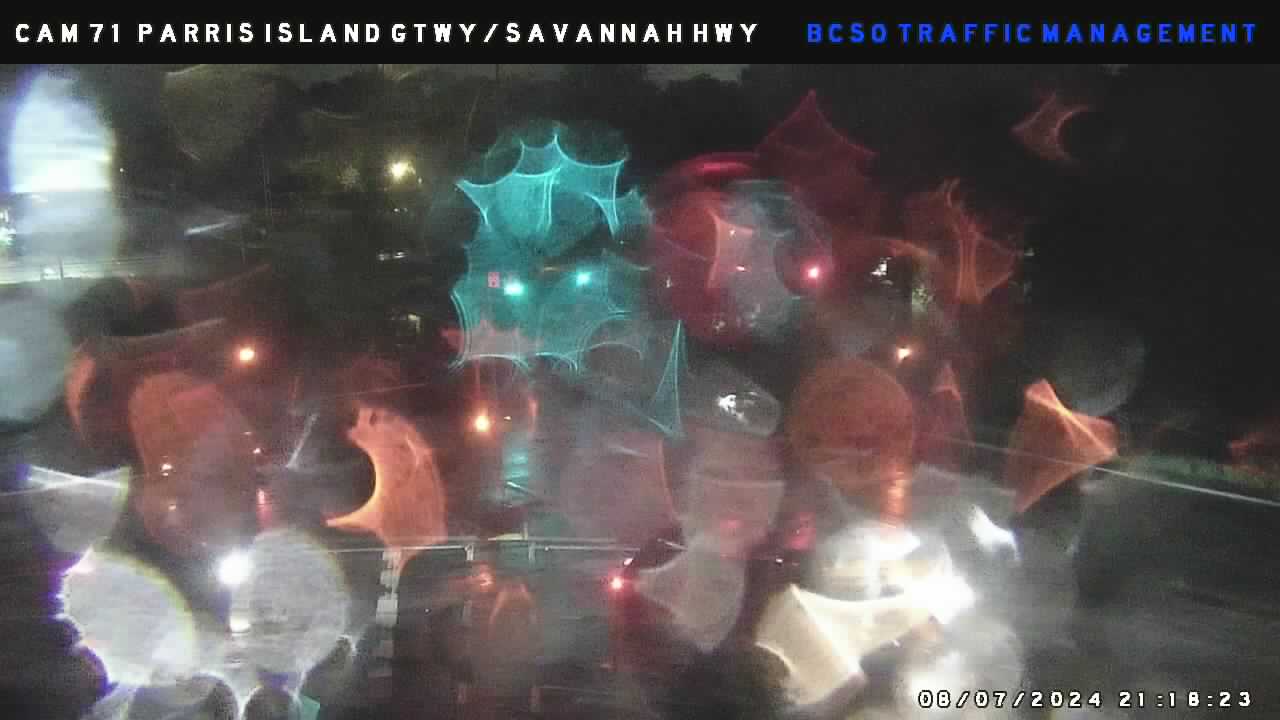 CAM 71 PARRIS ISLAND GTWY/SAVANNAH HWY BCSO TRAFFIC MANAGEMENT
08/07/2024 21:18:23